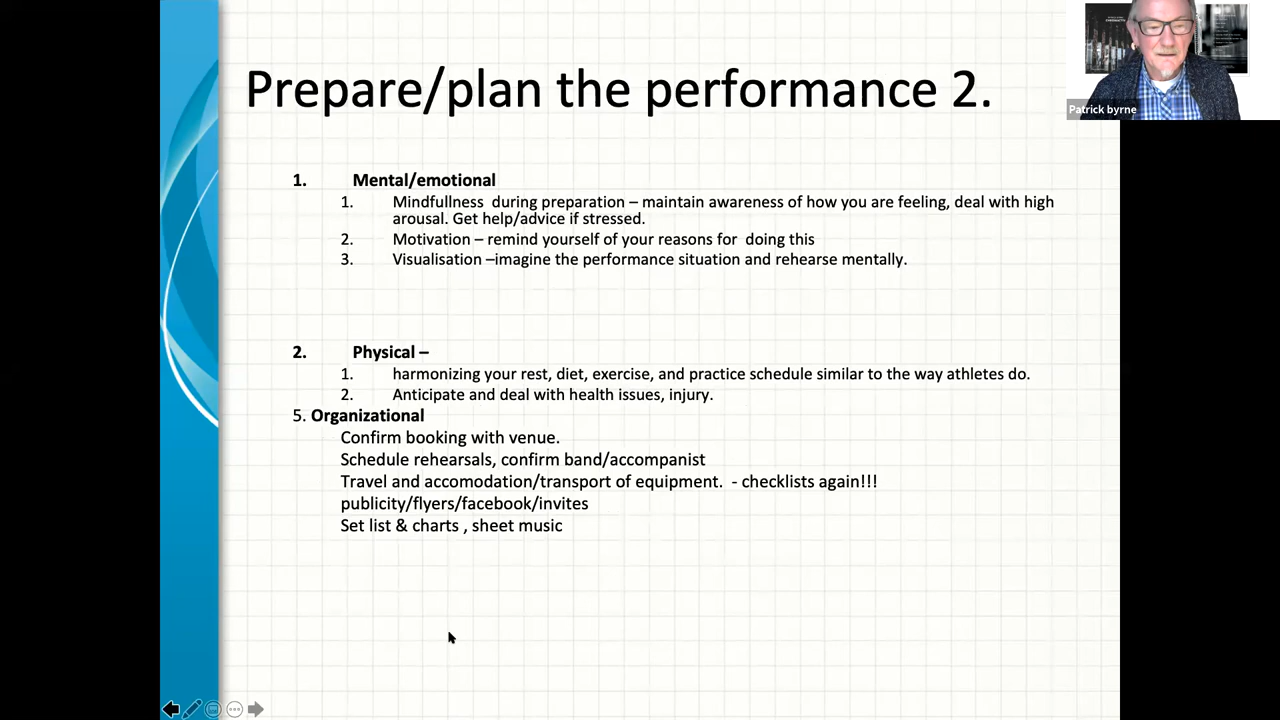 Prepare/plan the performance 2.
Patrick byrne
1. Mental/emotional
1. Mindfullness during preparation – maintain awareness of how you are feeling, deal with high
arousal. Get help/advice if stressed.
2. Motivation – remind yourself of your reasons for doing this
3. Visualisation –imagine the performance situation and rehearse mentally.
2. Physical –
1. harmonizing your rest, diet, exercise, and practice schedule similar to the way athletes do.
2. Anticipate and deal with health issues, injury.
5. Organizational
Confirm booking with venue.
Schedule rehearsals, confirm band/accompanist
Travel and accomodation/transport of equipment. - checklists again!!!
publicity/flyers/facebook/invites
Set list & charts , sheet music